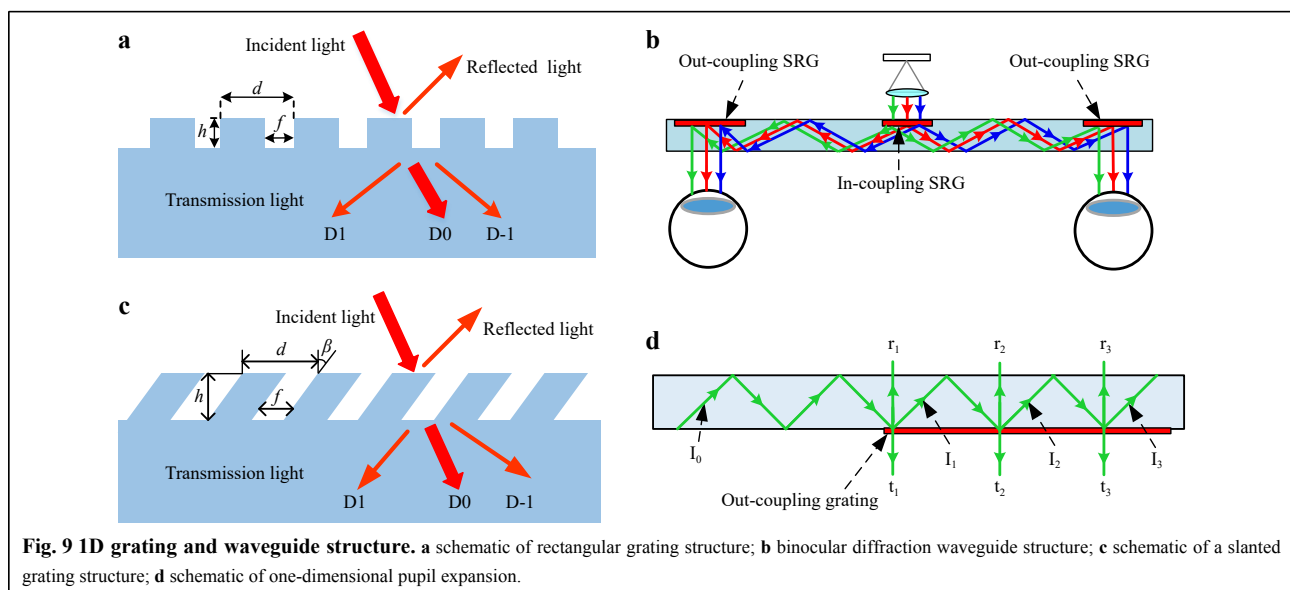 a
Incident light
Reflected light
d
h
f
Transmission light
D1
D0
D-1
b
Out-coupling SRG
Out-coupling SRG
In-coupling SRG
c
Incident light
Reflected light
d
β
h
f
Transmission light
D1
D0
D-1
d
r1
r2
r3
I0
I1
I2
I3
Out-coupling grating
t1
t2
t3
Fig. 9 1D grating and waveguide structure. a schematic of rectangular grating structure; b binocular diffraction waveguide structure; c schematic of a slanted
grating structure; d schematic of one-dimensional pupil expansion.